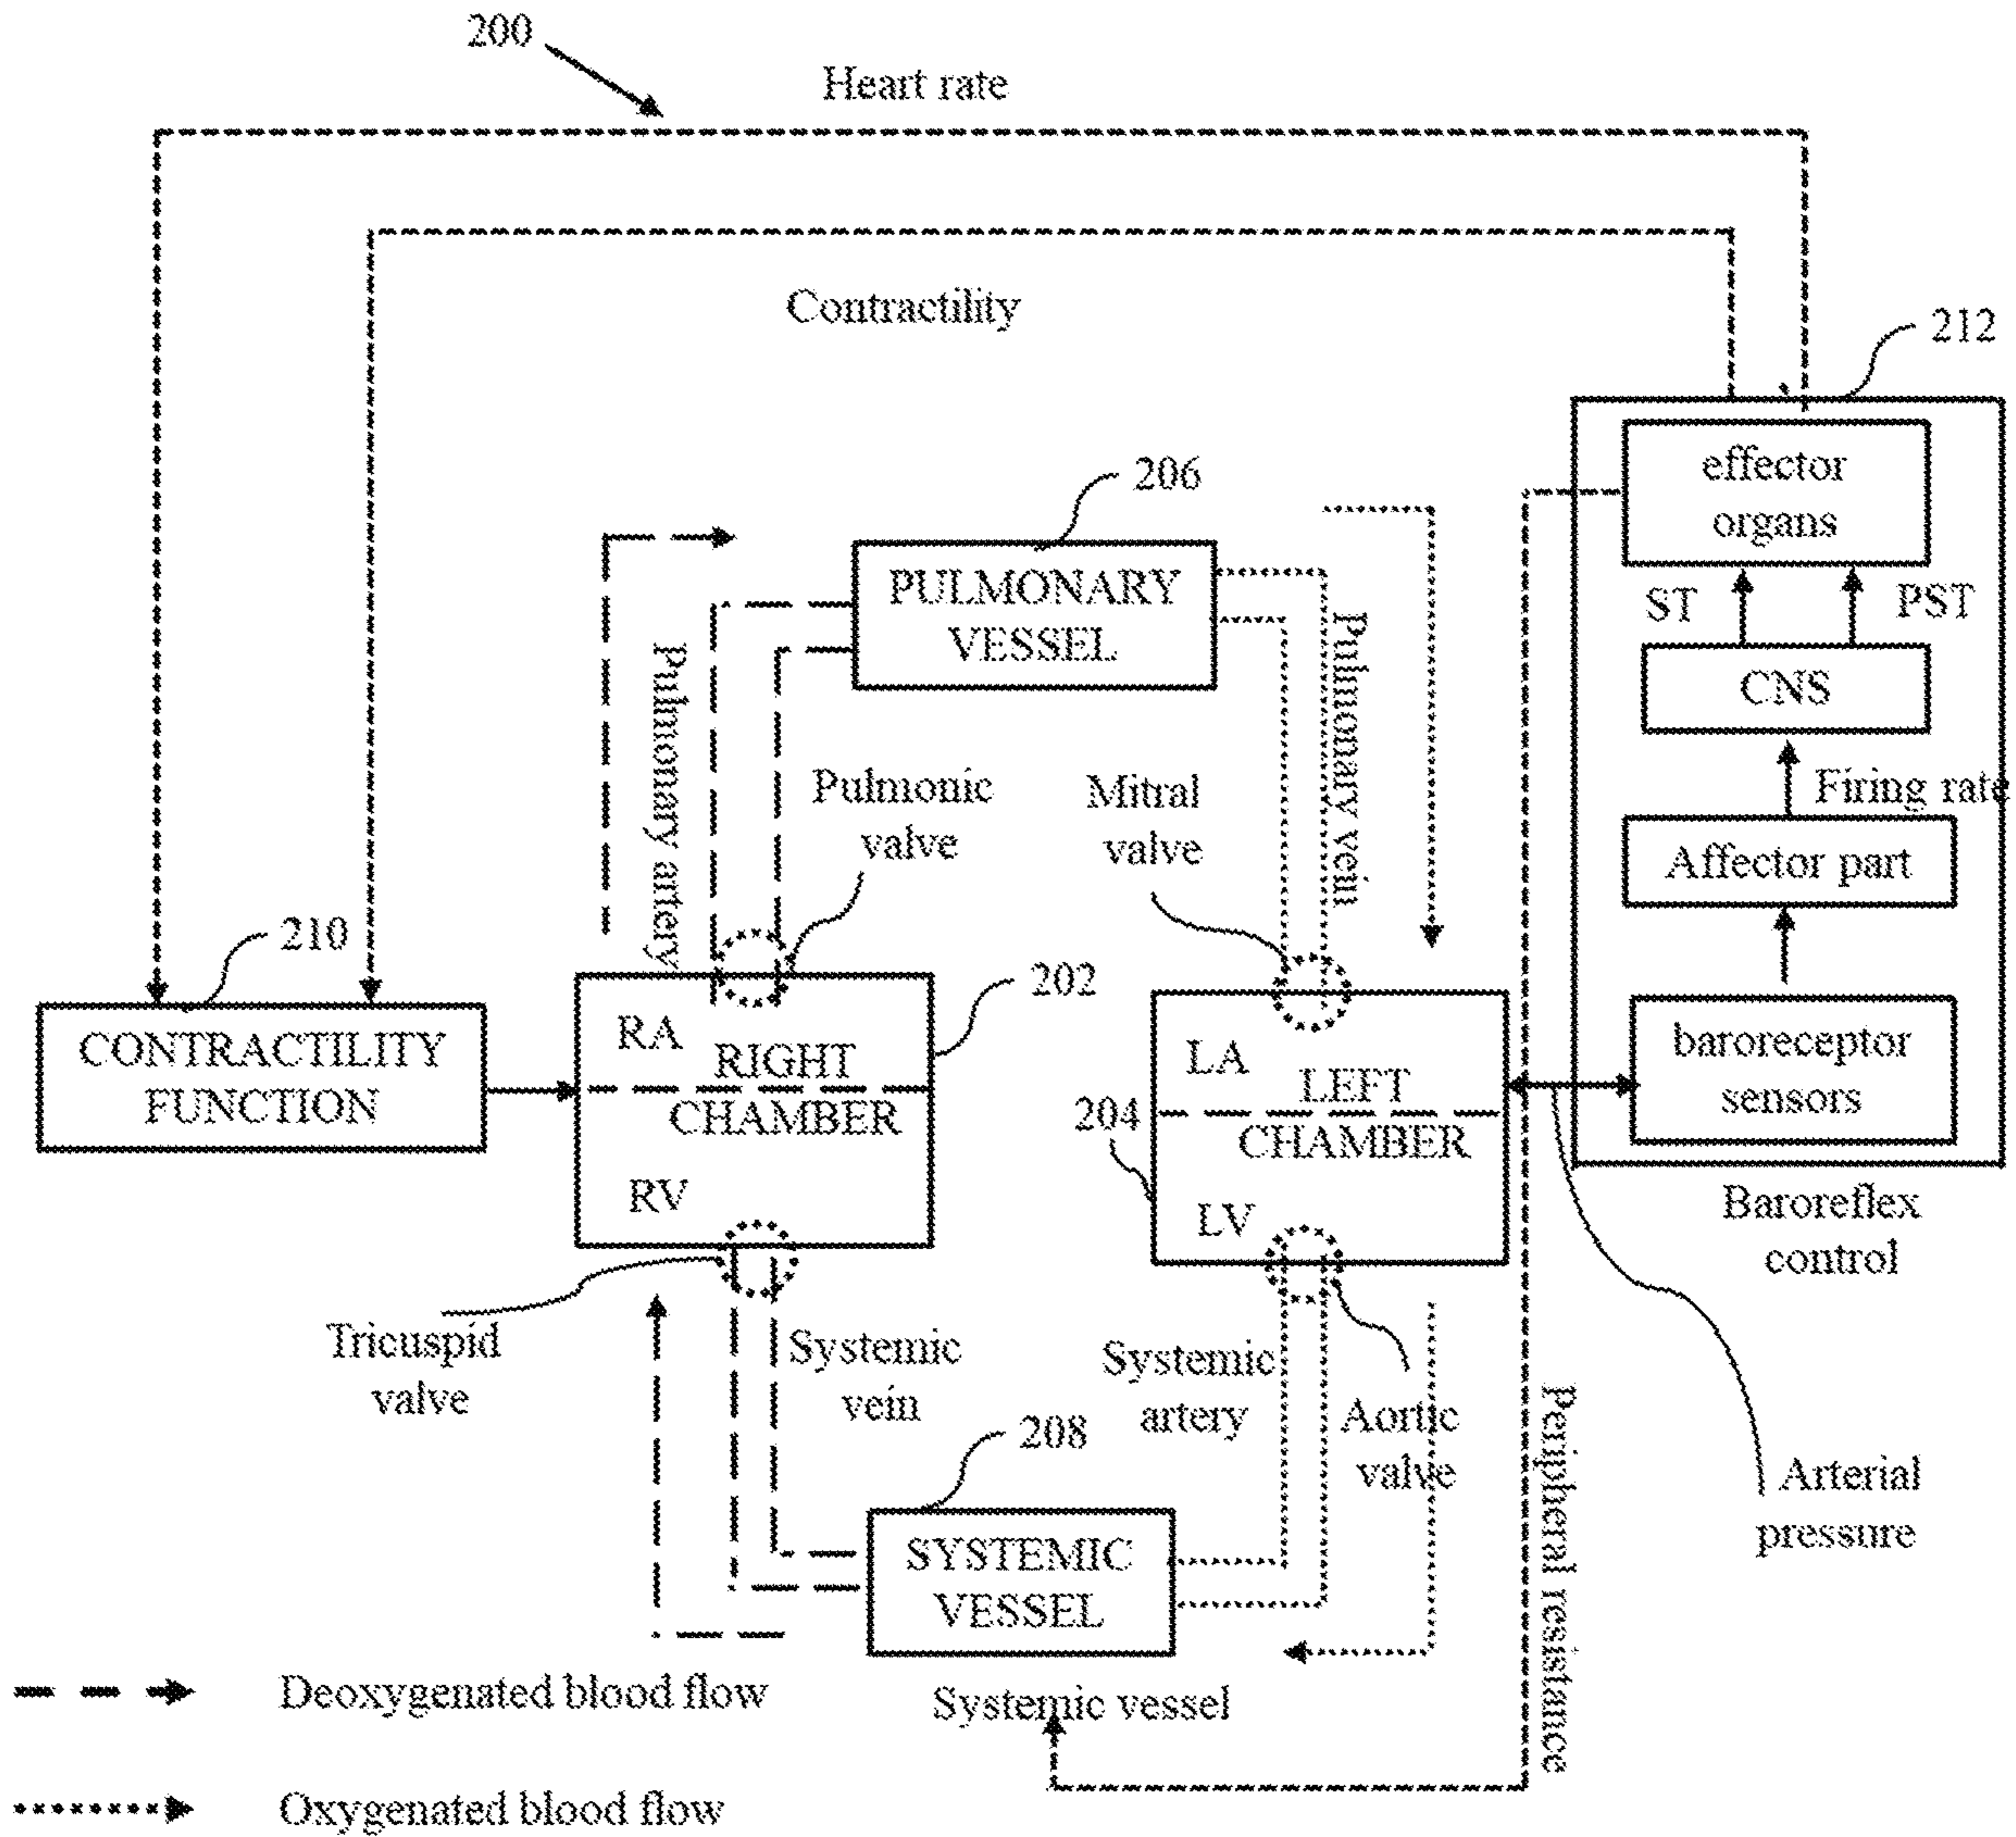 200
Heart rate
Contractility
212
effector
organs
206
PULMONARY
VESSEL
ST
PST
CNS
Pulmonary artery
Pulmonary vein
Pulmonic
valve
Mitral
valve
Firing rate
Affector part
210
202
CONTRACTILITY
FUNCTION
RA
RIGHT
CHAMBER
RV
LA
LEFT
CHAMBER
LV
204
baroreceptor
sensors
Baroreflex
control
Tricuspid
valve
Systemic
vein
Systemic
artery
Aortic
valve
Peripheral resistance
Arterial
pressure
208
SYSTEMIC
VESSEL
Systemic vessel
Deoxygenated blood flow
Oxygenated blood flow